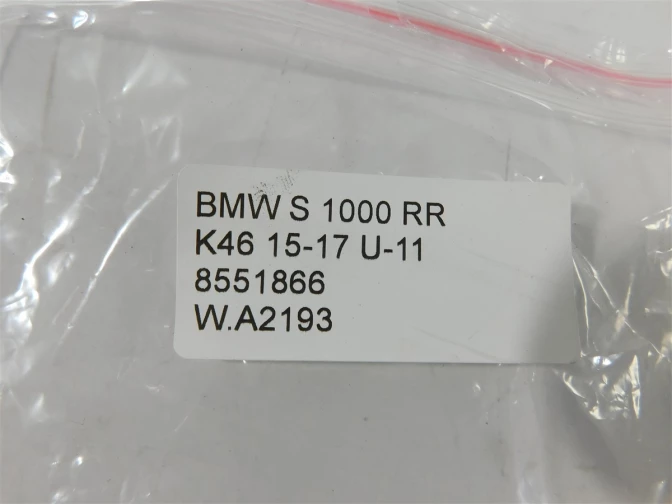 BMW S 1000 RR
K46 15-17 U-11
8551866
W.A2193